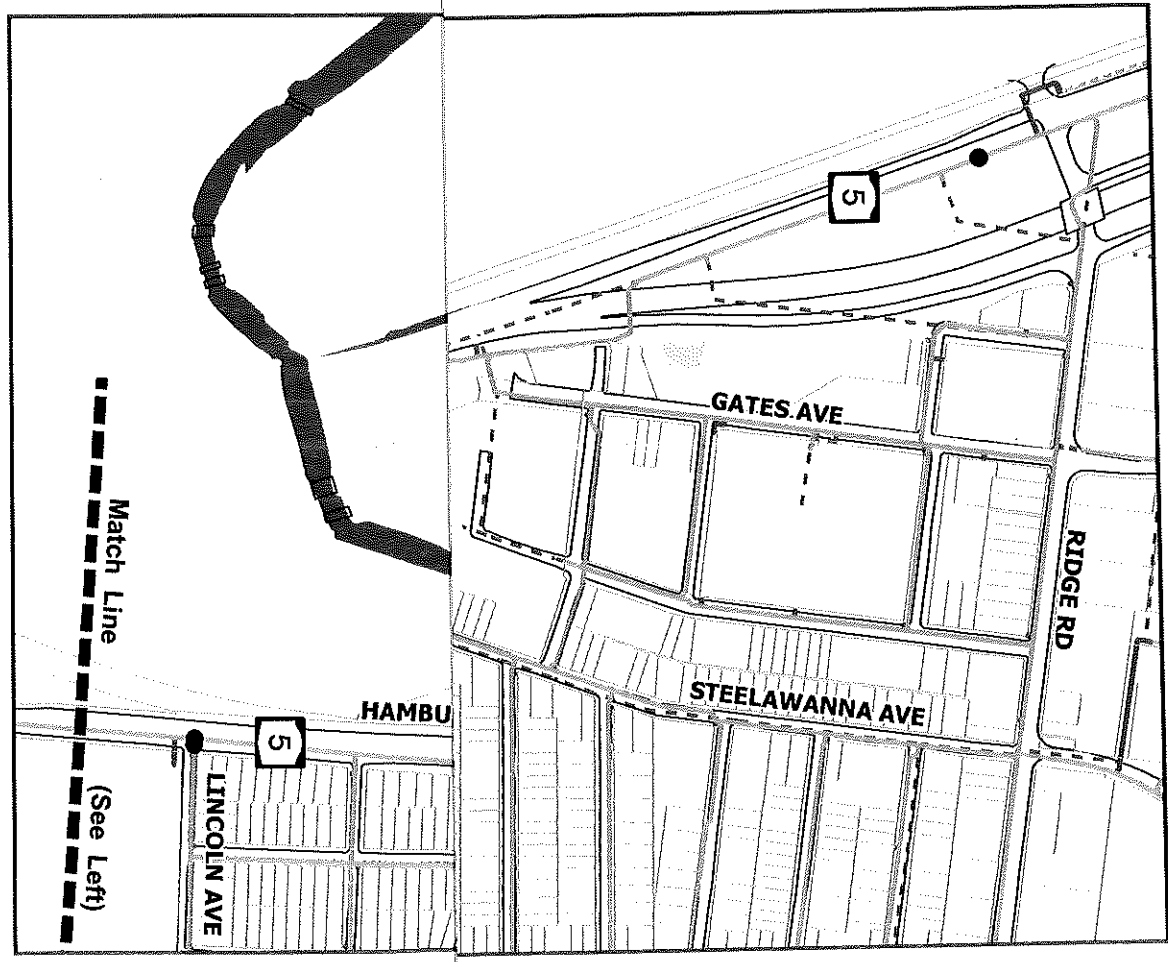 5
GATES AVE
RIDGE RD
STEELAWANNA AVE
Match Line
(See Left)
HAMBU
5
LINCOLN AVE